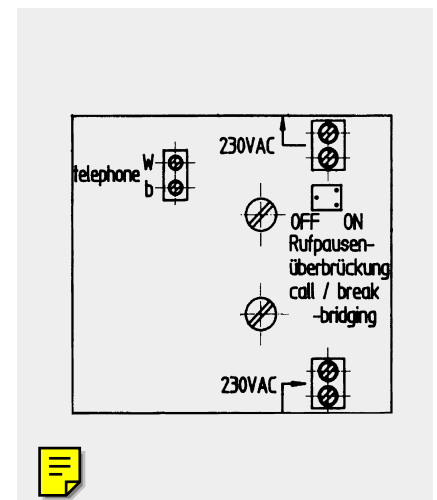 230VAC
telephone W
b
OFF ON
Rufpausen-
überbrückung
call / break
-bridging
230VAC